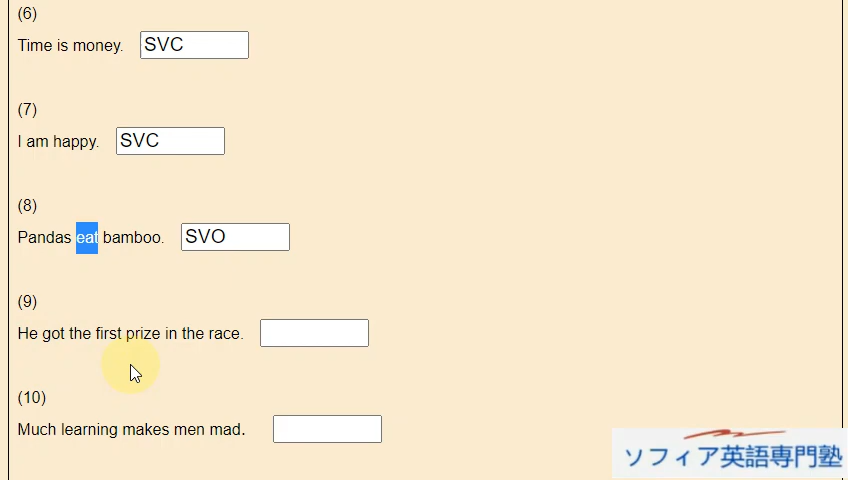 (6)
Time is money. SVC
(7)
I am happy. SVC
(8)
Pandas eat bamboo. SVO
(9)
He got the first prize in the race.
(10)
Much learning makes men mad.
ソフィア英語専門塾